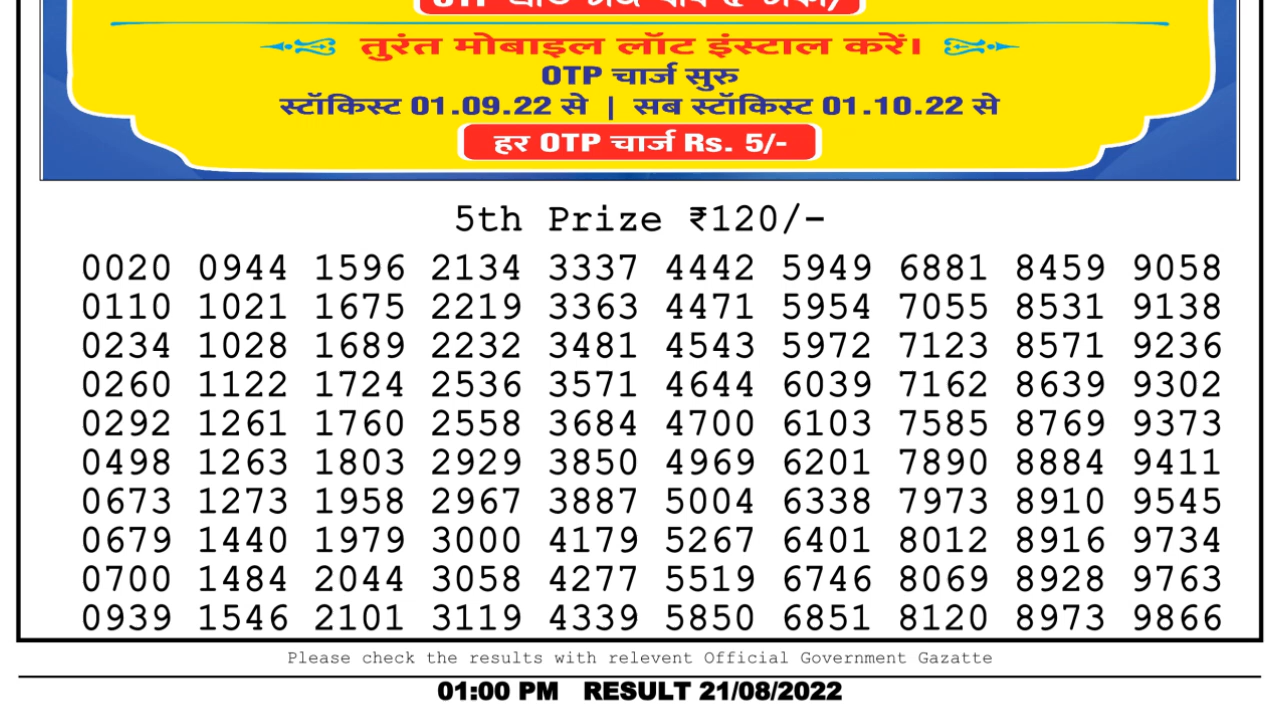 तुरंत मोबाइल लॉट इंस्टाल करें।
OTP चार्ज सुरु
स्टॉकिस्ट 01.09.22 से | सब स्टॉकिस्ट 01.10.22 से
हर OTP चार्ज Rs. 5/-
5th Prize ₹120/-
0020 0944 1596 2134 3337 4442 5949 6881 8459 9058
0110 1021 1675 2219 3363 4471 5954 7055 8531 9138
0234 1028 1689 2232 3481 4543 5972 7123 8571 9236
0260 1122 1724 2536 3571 4644 6039 7162 8639 9302
0292 1261 1760 2558 3684 4700 6103 7585 8769 9373
0498 1263 1803 2929 3850 4969 6201 7890 8884 9411
0673 1273 1958 2967 3887 5004 6338 7973 8910 9545
0679 1440 1979 3000 4179 5267 6401 8012 8916 9734
0700 1484 2044 3058 4277 5519 6746 8069 8928 9763
0939 1546 2101 3119 4339 5850 6851 8120 8973 9866
Please check the results with relevent Official Government Gazatte
01:00 PM RESULT 21/08/2022